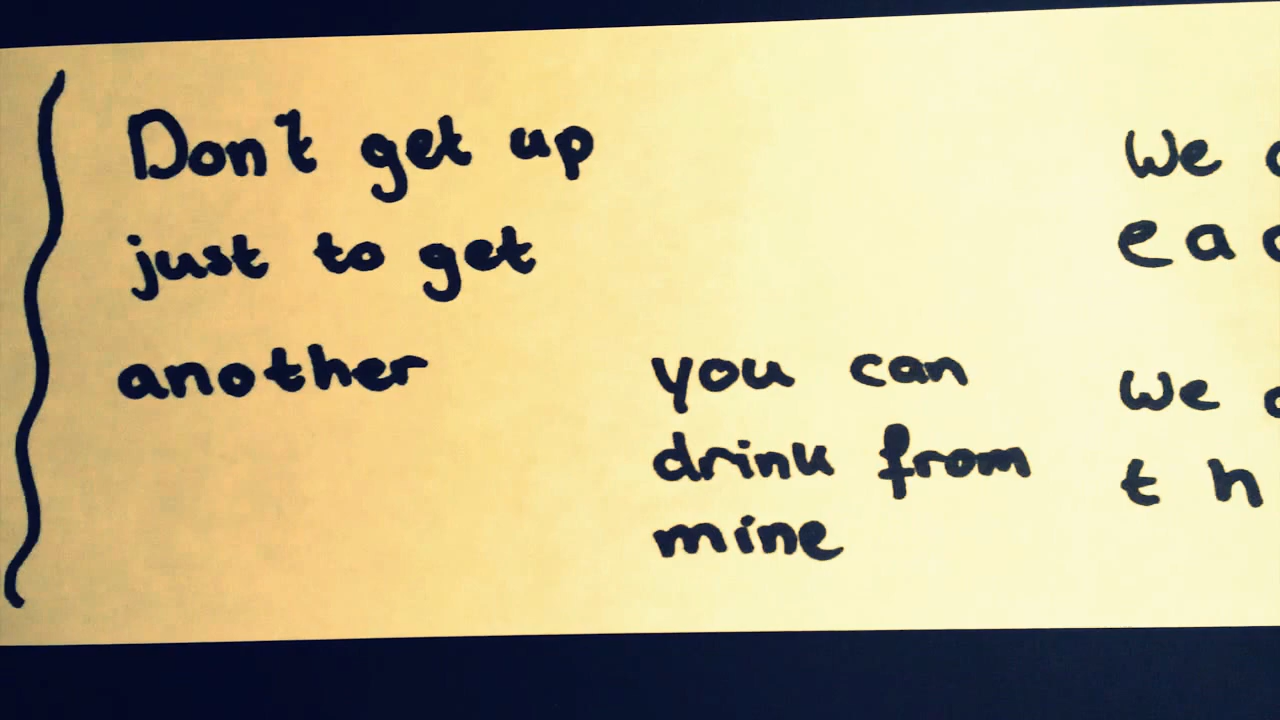 Don't get up
just to get
another
you can
drink from
mine
We
We